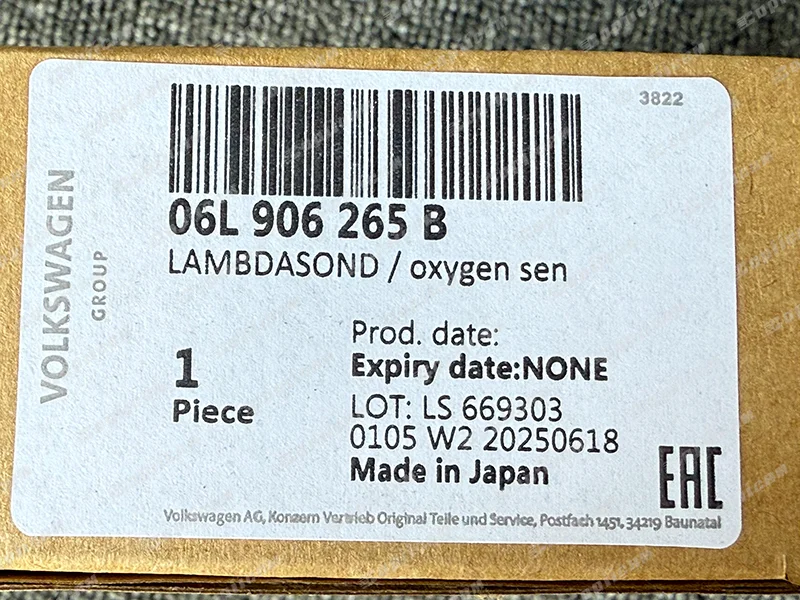 3822
VOLKSWAGEN
GROUP
06L 906 265 B
LAMBDASOND / oxygen sen
1
Piece
Prod. date:
Expiry date:NONE
LOT: LS 669303
0105 W2 20250618
Made in Japan
EAC
Volkswagen AG, Konzern Vertrieb Original Teile und Service, Postfach 1451, 34219 Baunatal